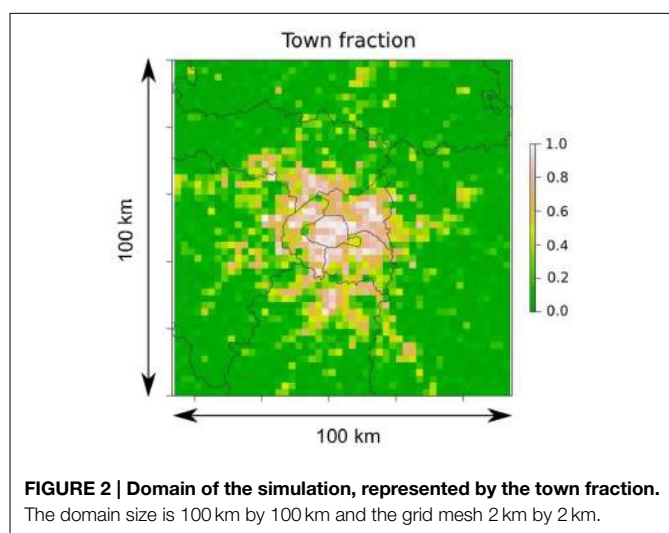 Town fraction
100 km
1.0
0.8
0.6
0.4
0.2
0.0
100 km
FIGURE 2 | Domain of the simulation, represented by the town fraction.
The domain size is 100 km by 100 km and the grid mesh 2 km by 2 km.